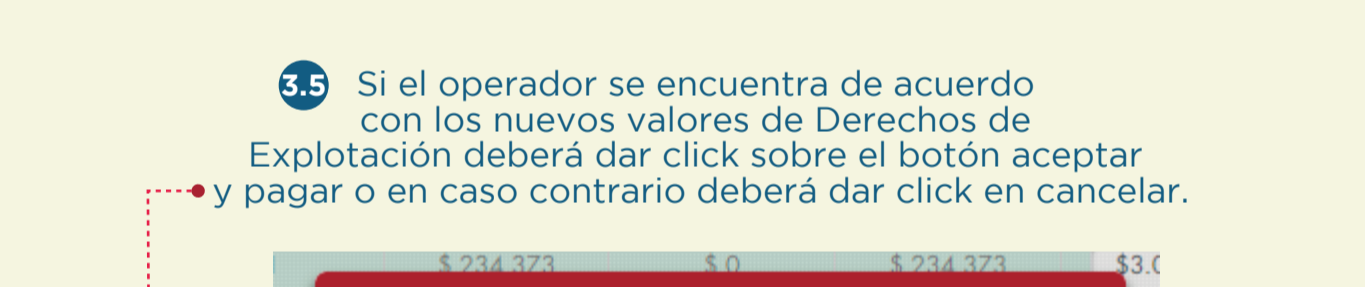 3.5 Si el operador se encuentra de acuerdo
con los nuevos valores de Derechos de
Explotación deberá dar click sobre el botón aceptar
y pagar o en caso contrario deberá dar click en cancelar.
$ 234.373 $ 0 $ 234.373